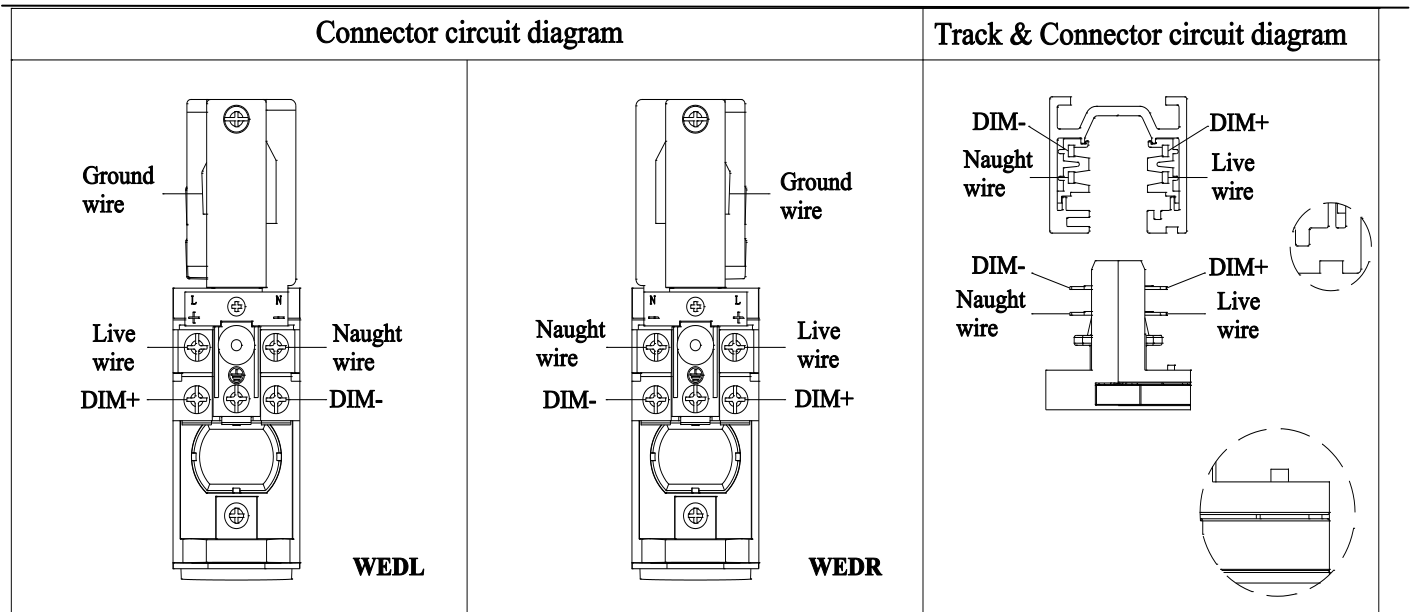 Connector circuit diagram
Track & Connector circuit diagram
Ground
wire
L
N
Live
wire
Naught
wire
DIM+
DIM-
WEDL
Ground
wire
N
L
Naught
wire
Live
wire
DIM-
DIM+
WEDR
DIM-
DIM+
Naught
wire
Live
wire
DIM-
DIM+
Naught
wire
Live
wire